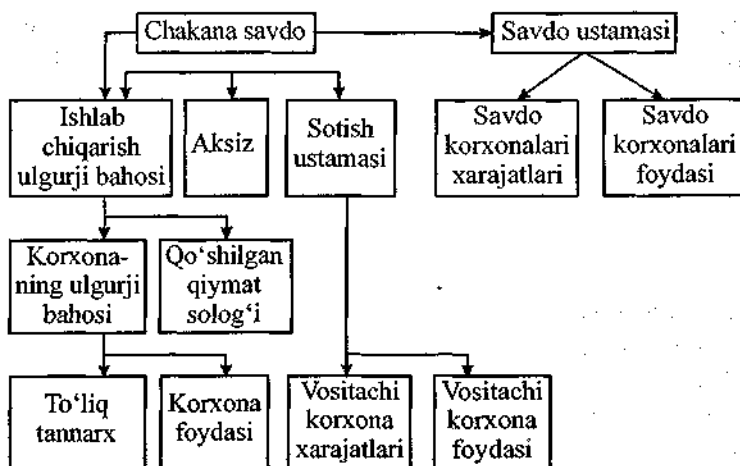 Chakana savdo
Savdo ustamasi
Ishlab
chiqarish
ulgurji bahosi
Aksiz
Sotish
ustamasi
Savdo
korxonalari
xarajatlari
Savdo
korxonalari
foydasi
Korxona-
ning ulgurji
bahosi
Qo‘shilgan
qiymat
solog‘i
To‘liq
tannarx
Korxona
foydasi
Vositachi
korxona
xarajatlari
Vositachi
korxona
foydasi